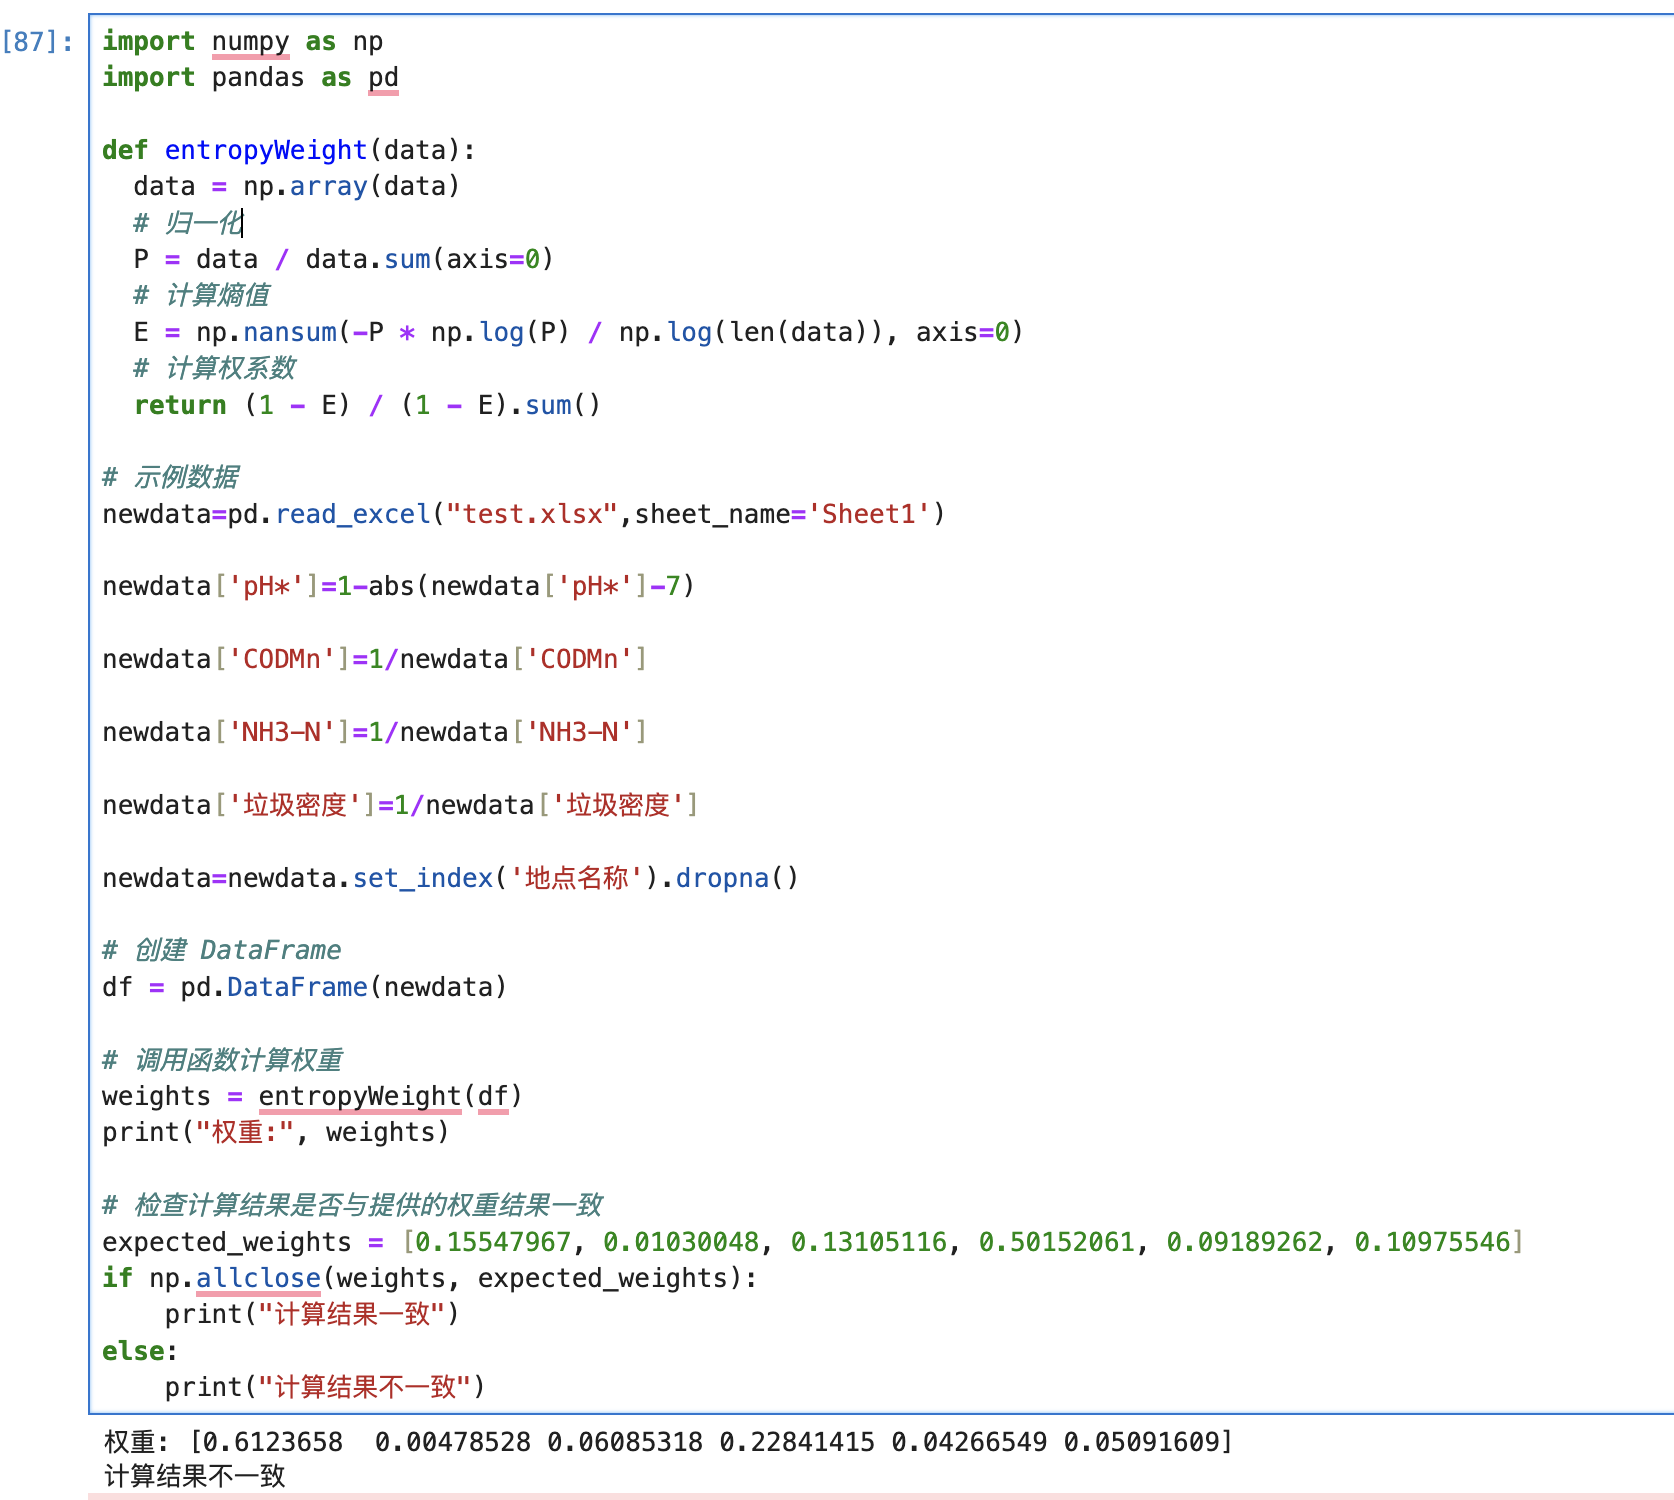 [87]:
import numpy as np
import pandas as pd
def entropyWeight(data):
  data = np.array(data)
  # 归一化
  P = data / data.sum(axis=0)
  # 计算熵值
  E = np.nansum(-P * np.log(P) / np.log(len(data)), axis=0)
  # 计算权系数
  return (1 - E) / (1 - E).sum()
# 示例数据
newdata=pd.read_excel("test.xlsx",sheet_name='Sheet1')
newdata['pH*']=1-abs(newdata['pH*']-7)
newdata['CODMn']=1/newdata['CODMn']
newdata['NH3-N']=1/newdata['NH3-N']
newdata['垃圾密度']=1/newdata['垃圾密度']
newdata=newdata.set_index('地点名称').dropna()
# 创建 DataFrame
df = pd.DataFrame(newdata)
# 调用函数计算权重
weights = entropyWeight(df)
print("权重:", weights)
# 检查计算结果是否与提供的权重结果一致
expected_weights = [0.15547967, 0.01030048, 0.13105116, 0.50152061, 0.09189262, 0.10975546]
if np.allclose(weights, expected_weights):
    print("计算结果一致")
else:
    print("计算结果不一致")
权重: [0.6123658  0.00478528 0.06085318 0.22841415 0.04266549 0.05091609]
计算结果不一致